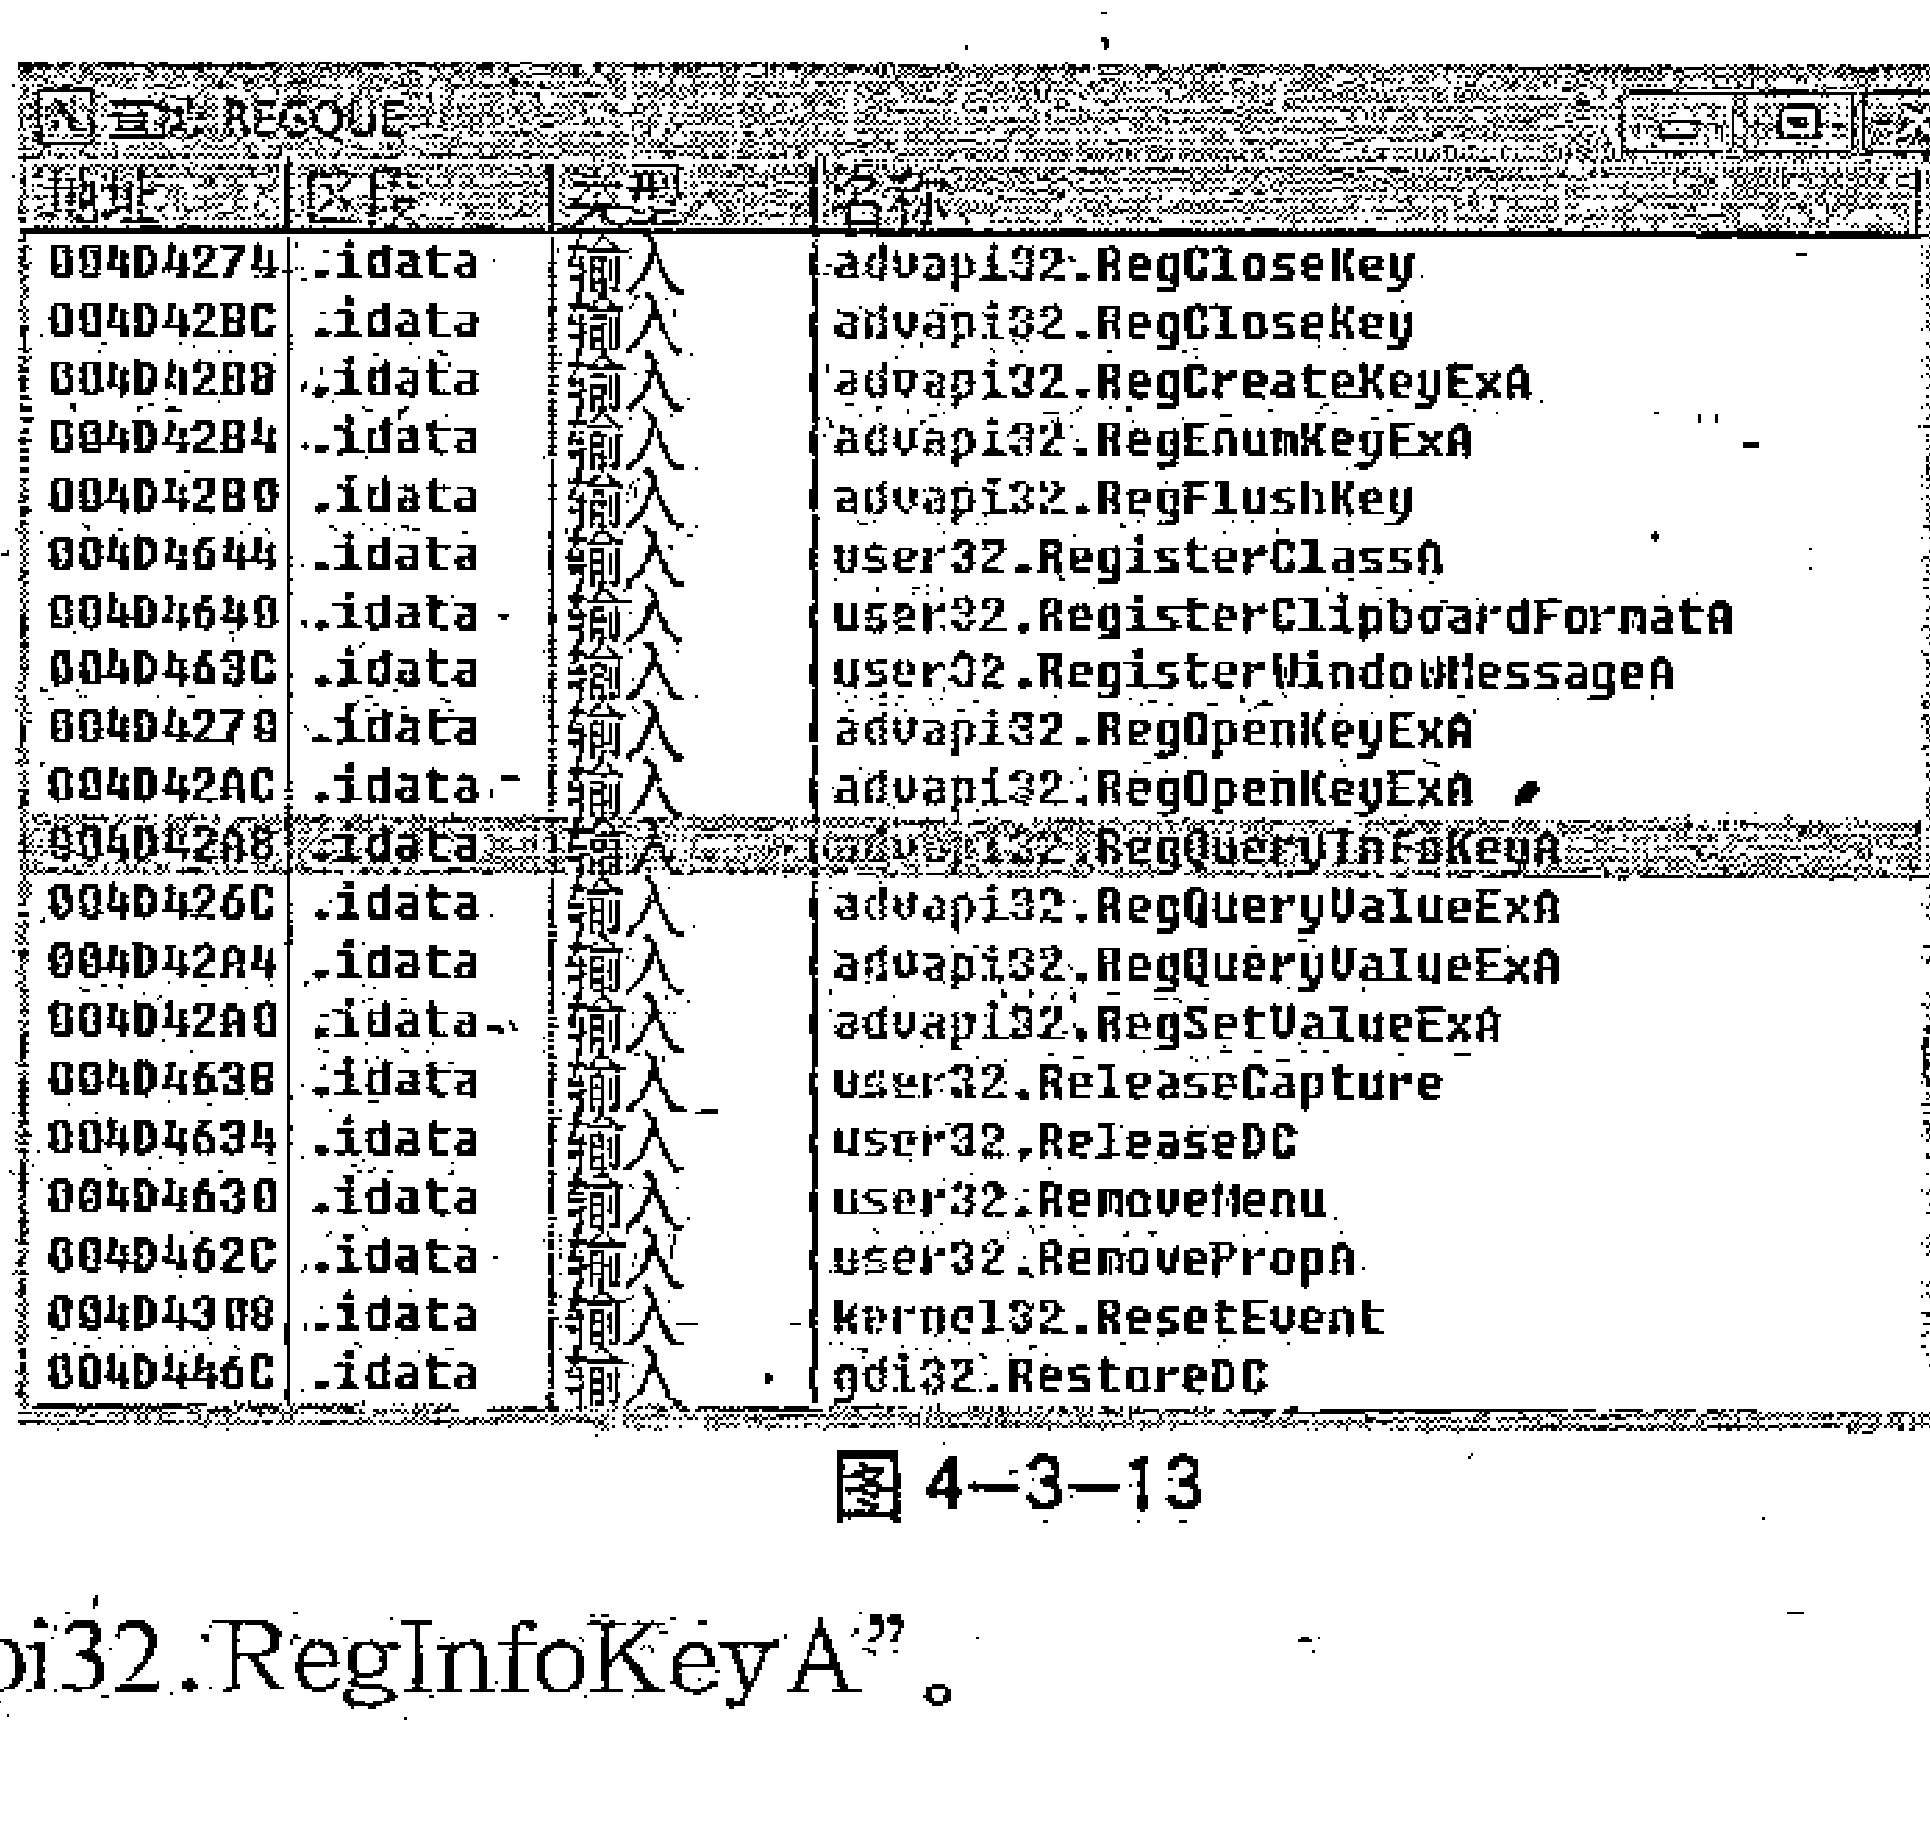 REGQUE
地址 区段 类型 名称
004D4274 .idata 输入 advapi32.RegCloseKey
004D42BC .idata 输入 advapi32.RegCloseKey
004D42B8 .idata 输入 advapi32.RegCreateKeyExA
004D42B4 .idata 输入 advapi32.RegEnumKeyExA
004D42B0 .idata 输入 advapi32.RegFlushKey
004D4644 .idata 输入 user32.RegisterClassA
004D4640 .idata 输入 user32.RegisterClipboardFormatA
004D463C .idata 输入 user32.RegisterWindowMessageA
004D4270 .idata 输入 advapi32.RegOpenKeyExA
004D42AC .idata 输入 advapi32.RegOpenKeyExA
004D42A8 .idata 输入 advapi32.RegQueryInfoKeyA
004D426C .idata 输入 advapi32.RegQueryValueExA
004D42A4 .idata 输入 advapi32.RegQueryValueExA
004D42A0 .idata 输入 advapi32.RegSetValueExA
004D4638 .idata 输入 user32.ReleaseCapture
004D4634 .idata 输入 user32.ReleaseDC
004D4630 .idata 输入 user32.RemoveMenu
004D462C .idata 输入 user32.RemovePropA
004D4308 .idata 输入 kernel32.ResetEvent
004D446C .idata 输入 gdi32.RestoreDC
图 4-3-13
pi32.RegInfoKeyA”。